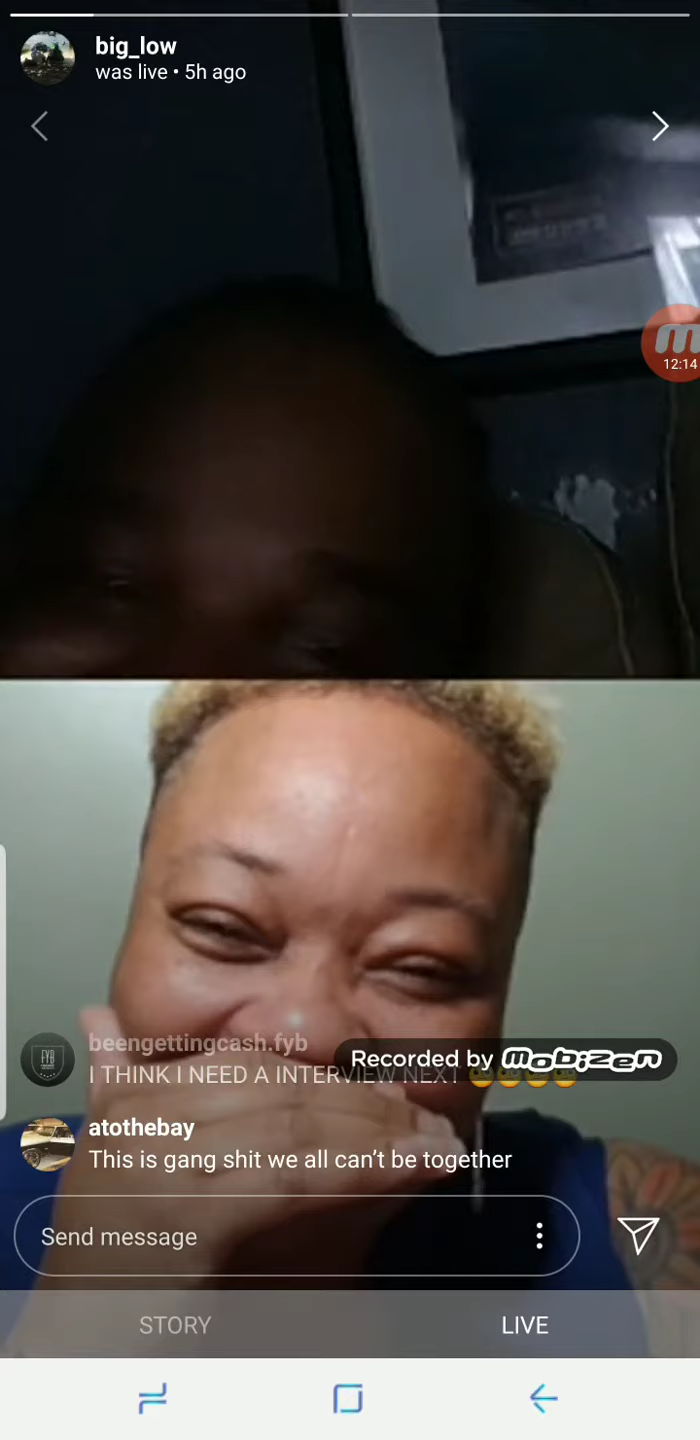 big_low
was live • 5h ago
12:14
beengettingcash.fyb
I THINK I NEED A INTERVIEW NEXT
Recorded by mobizen
FYB
atothebay
This is gang shit we all can't be together
Send message
STORY
LIVE